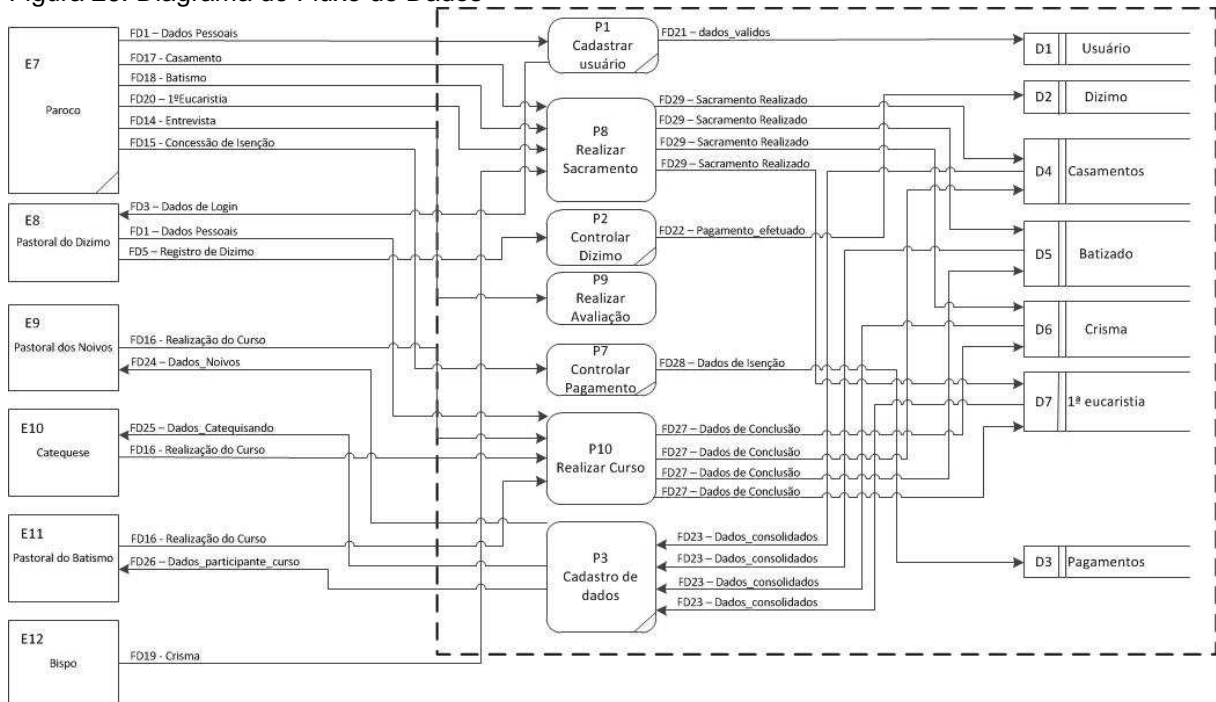 E7
Paroco
FD1 – Dados Pessoais
FD17 - Casamento
FD18 - Batismo
FD20 – 1ºEucaristia
FD14 – Entrevista
FD15 – Concessão de Isenção
E8
Pastoral do Dizimo
FD3 – Dados de Login
FD1 – Dados Pessoais
FD5 – Registro de Dizimo
E9
Pastoral dos Noivos
FD16 - Realização do Curso
FD24 – Dados_Noivos
E10
Catequese
FD25 – Dados_Catequisando
FD16 - Realização do Curso
E11
Pastoral do Batismo
FD16 - Realização do Curso
FD26 – Dados_participante_curso
E12
Bispo
FD19 - Crisma
P1
Cadastrar
usuário
P8
Realizar
Sacramento
P2
Controlar
Dizimo
P9
Realizar
Avaliação
P7
Controlar
Pagamento
P10
Realizar Curso
P3
Cadastro de
dados
FD21 – dados_validos
FD29 – Sacramento Realizado
FD29 – Sacramento Realizado
FD29 – Sacramento Realizado
FD29 – Sacramento Realizado
FD22 – Pagamento_efetuado
FD28 – Dados de Isenção
FD27 – Dados de Conclusão
FD27 – Dados de Conclusão
FD27 – Dados de Conclusão
FD27 – Dados de Conclusão
FD23 – Dados_consolidados
FD23 – Dados_consolidados
FD23 – Dados_consolidados
FD23 – Dados_consolidados
D1 Usuário
D2 Dizimo
D4 Casamentos
D5 Batizado
D6 Crisma
D7 1ª eucaristia
D3 Pagamentos